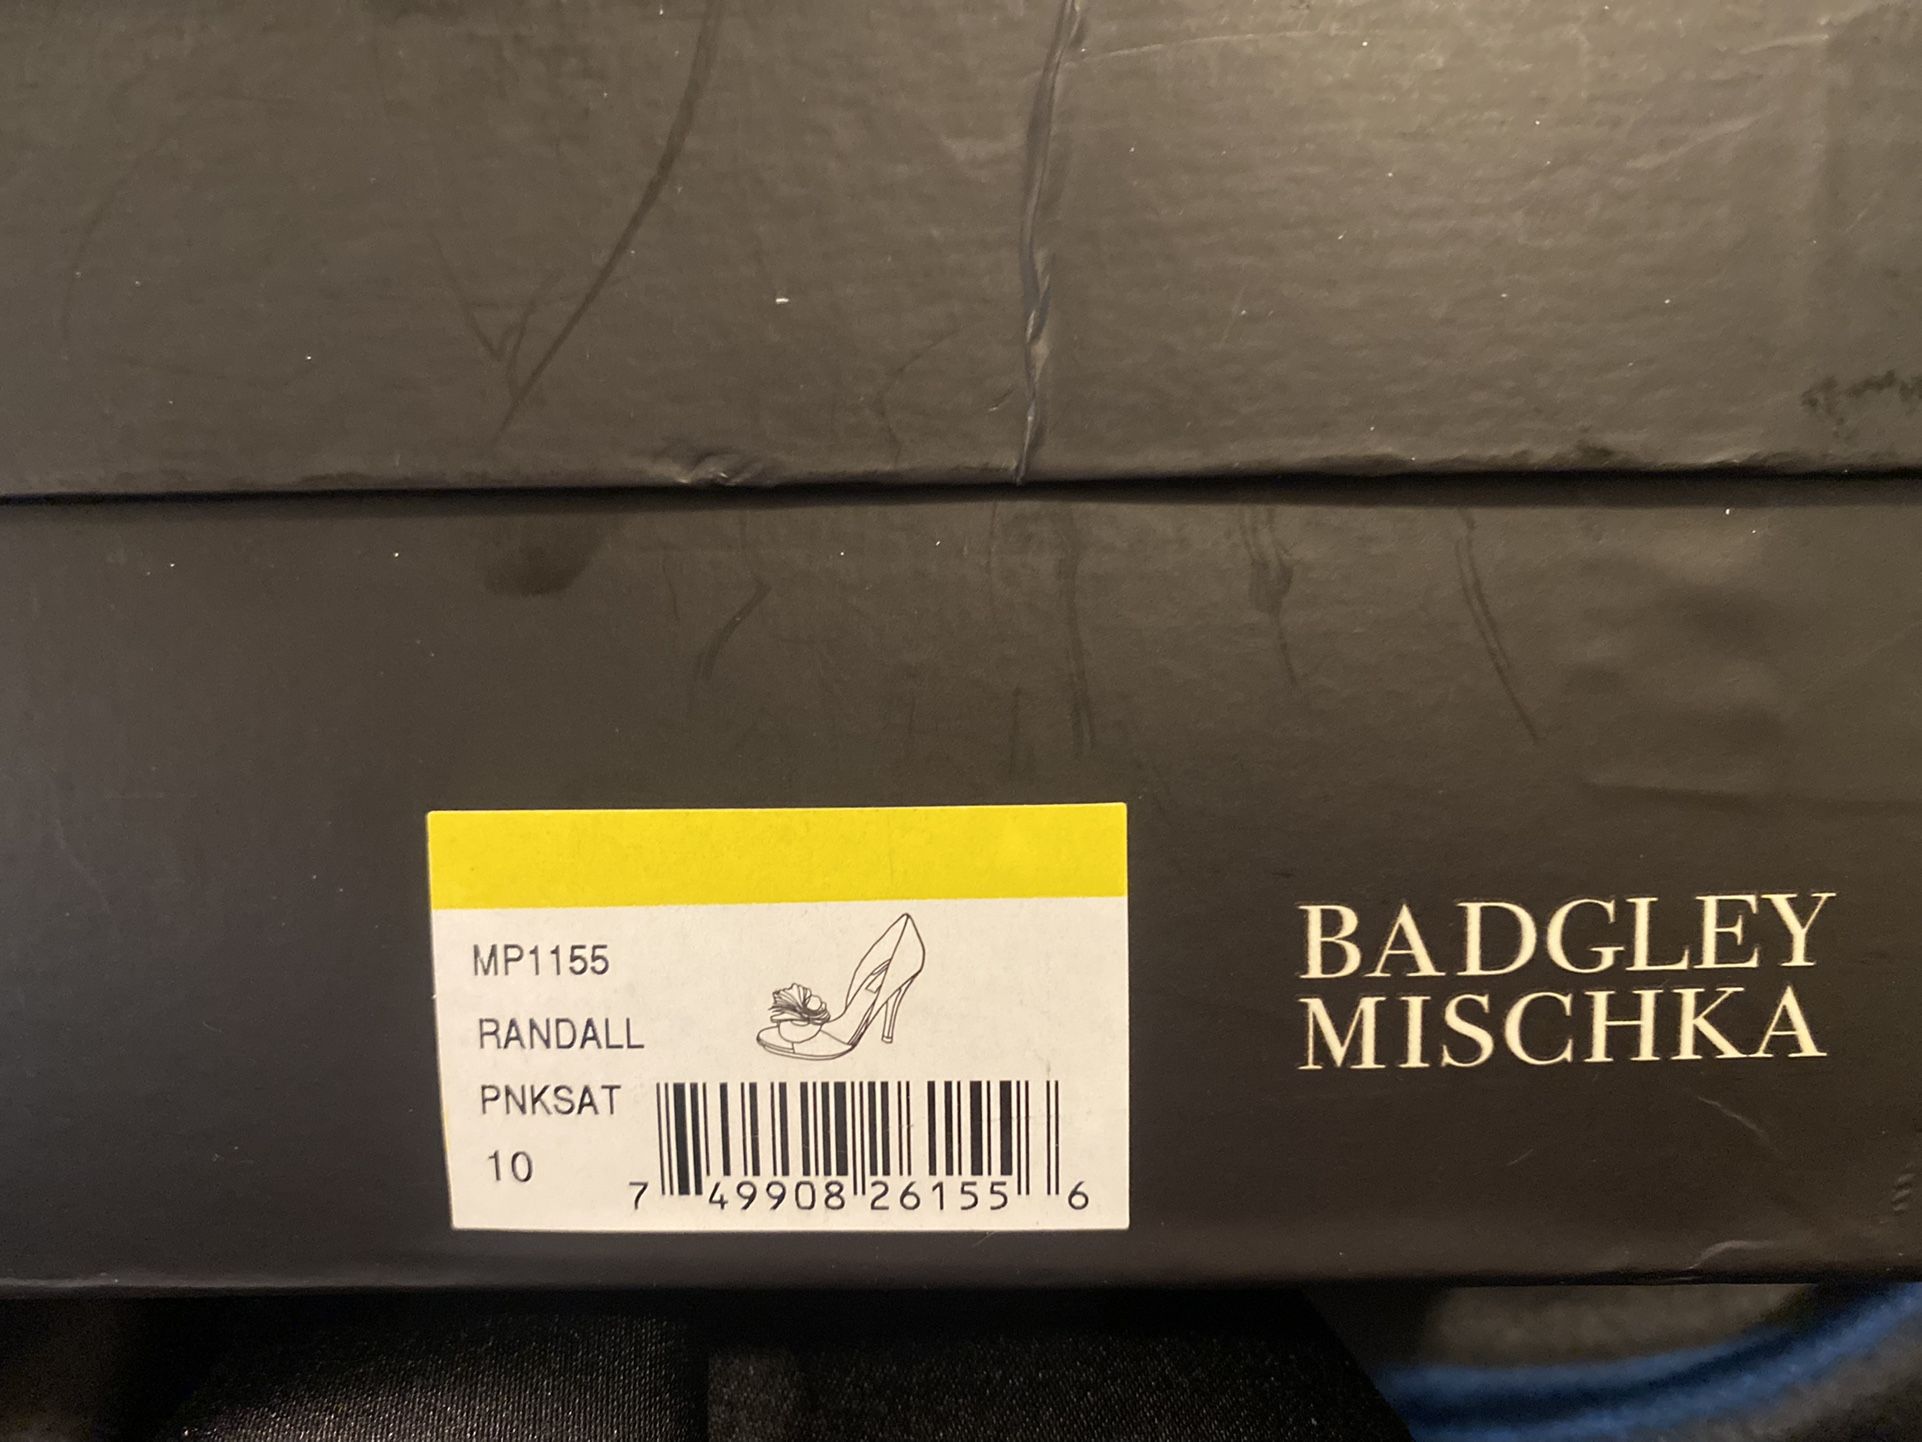 MP1155
RANDALL
PNKSAT
10
7 49908 26155 6
BADGLEY
MISCHKA